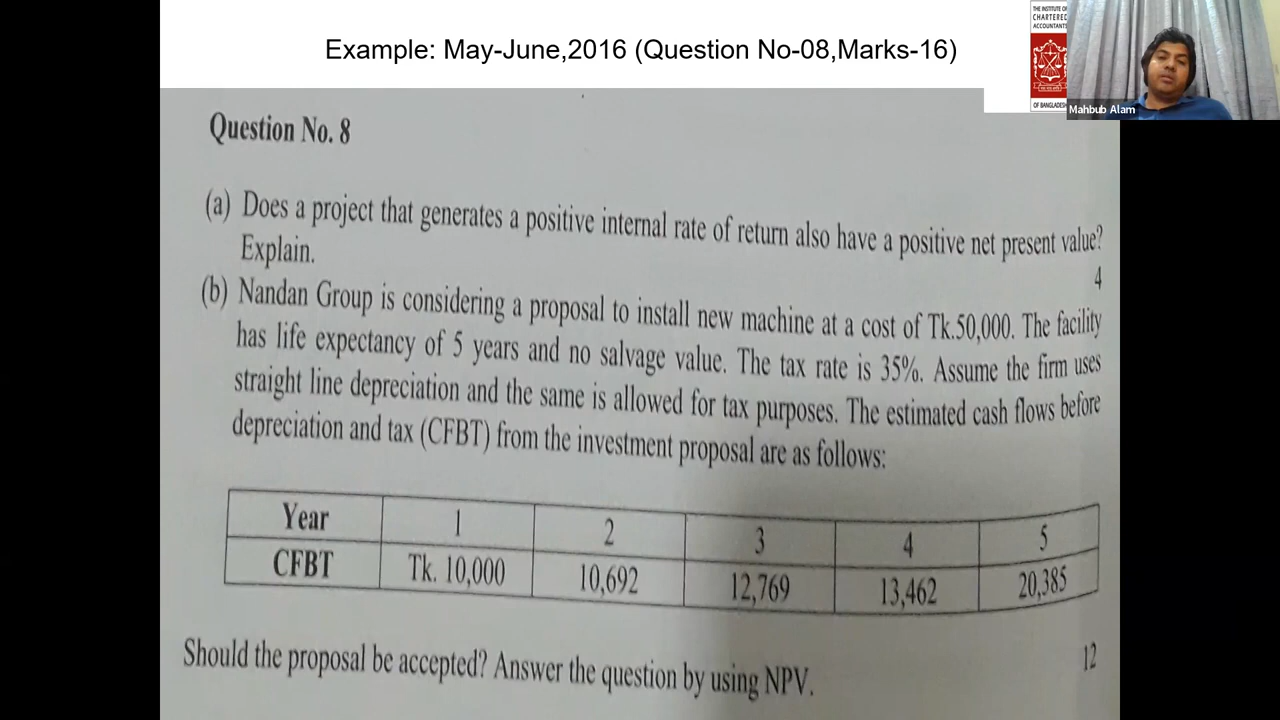 Example: May-June,2016 (Question No-08,Marks-16)
THE INSTITUTE O
CHARTERED
ACCOUNTANTS
OF BANGLADESH
Mahbub Alam
Question No. 8
(a) Does a project that generates a positive internal rate of return also have a positive net present value?
Explain.
4
(b) Nandan Group is considering a proposal to install new machine at a cost of Tk.50,000. The facility
has life expectancy of 5 years and no salvage value. The tax rate is 35%. Assume the firm uses
straight line depreciation and the same is allowed for tax purposes. The estimated cash flows before
depreciation and tax (CFBT) from the investment proposal are as follows:
Year 1 2 3 4 5
CFBT Tk. 10,000 10,692 12,769 13,462 20,385
Should the proposal be accepted? Answer the question by using NPV.
12